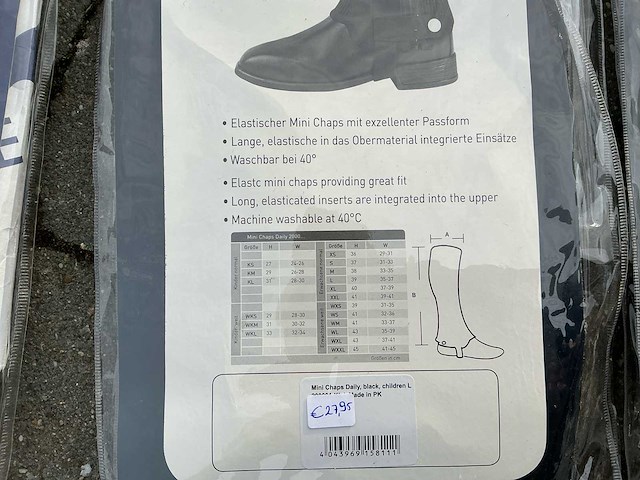 • Elastischer Mini Chaps mit exzellenter Passform
• Lange, elastische in das Obermaterial integrierte Einsätze
• Waschbar bei 40°
• Elastc mini chaps providing great fit
• Long, elasticated inserts are integrated into the upper
• Machine washable at 40°C
Mini Chaps Daily 2000
Größe H W Größe H W
XS 36 29-31
KS 27 24-26 S 37 31-33
KM 29 26-28 M 38 33-35
KL 31 28-30 L 39 35-37
XL 40 37-39
XXL 41 39-41
WXS 39 31-35
WKS 29 28-30 WS 41 32-36
WKM 31 30-32 WM 41 33-37
WKL 33 32-34 WL 43 35-39
WXL 43 37-41
WXXL 45 41-45
Größen in cm
A
B
Mini Chaps Daily, black, children L
Made in PK
€27,95
4 043969 158111